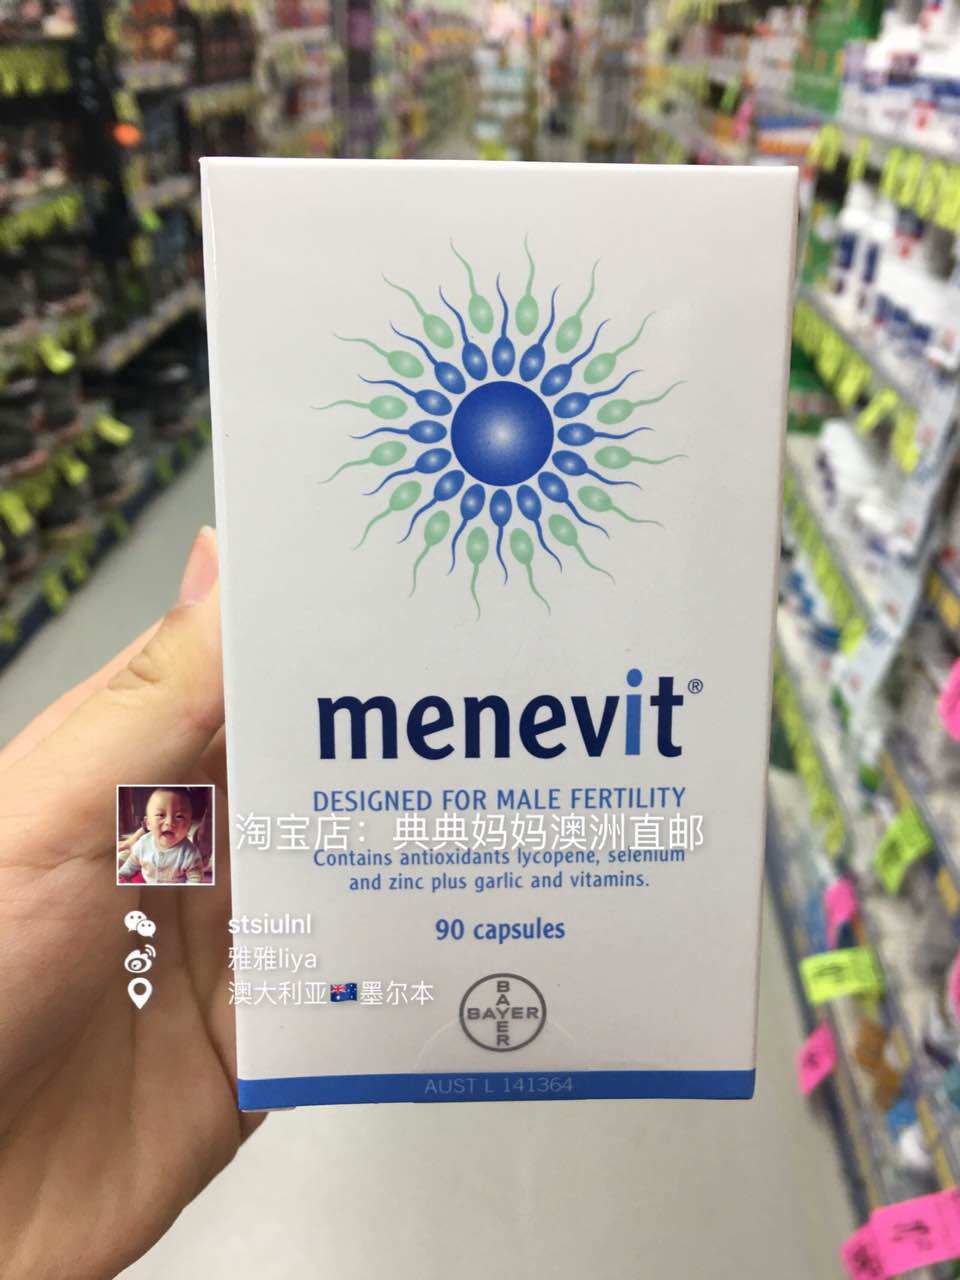 menevit®
DESIGNED FOR MALE FERTILITY
淘宝店：典典妈妈澳洲直邮
Contains antioxidants lycopene, selenium
and zinc plus garlic and vitamins.
stsiulnl
90 capsules
雅雅liya
澳大利亚🇦🇺墨尔本
BAYER
BAYER
AUST L 141364